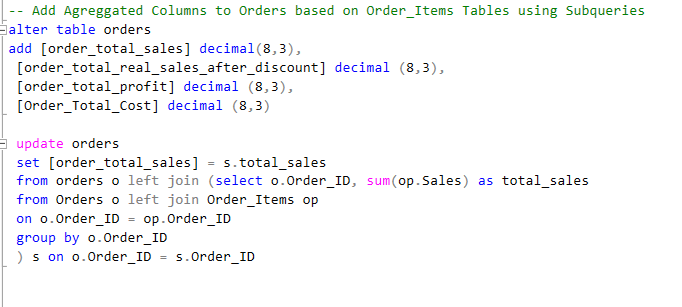 -- Add Agreggated Columns to Orders based on Order_Items Tables using Subqueries
alter table orders
add [order_total_sales] decimal(8,3),
[order_total_real_sales_after_discount] decimal (8,3),
[order_total_profit] decimal (8,3),
[Order_Total_Cost] decimal (8,3)
update orders
set [order_total_sales] = s.total_sales
from orders o left join (select o.Order_ID, sum(op.Sales) as total_sales
from Orders o left join Order_Items op
on o.Order_ID = op.Order_ID
group by o.Order_ID
) s on o.Order_ID = s.Order_ID